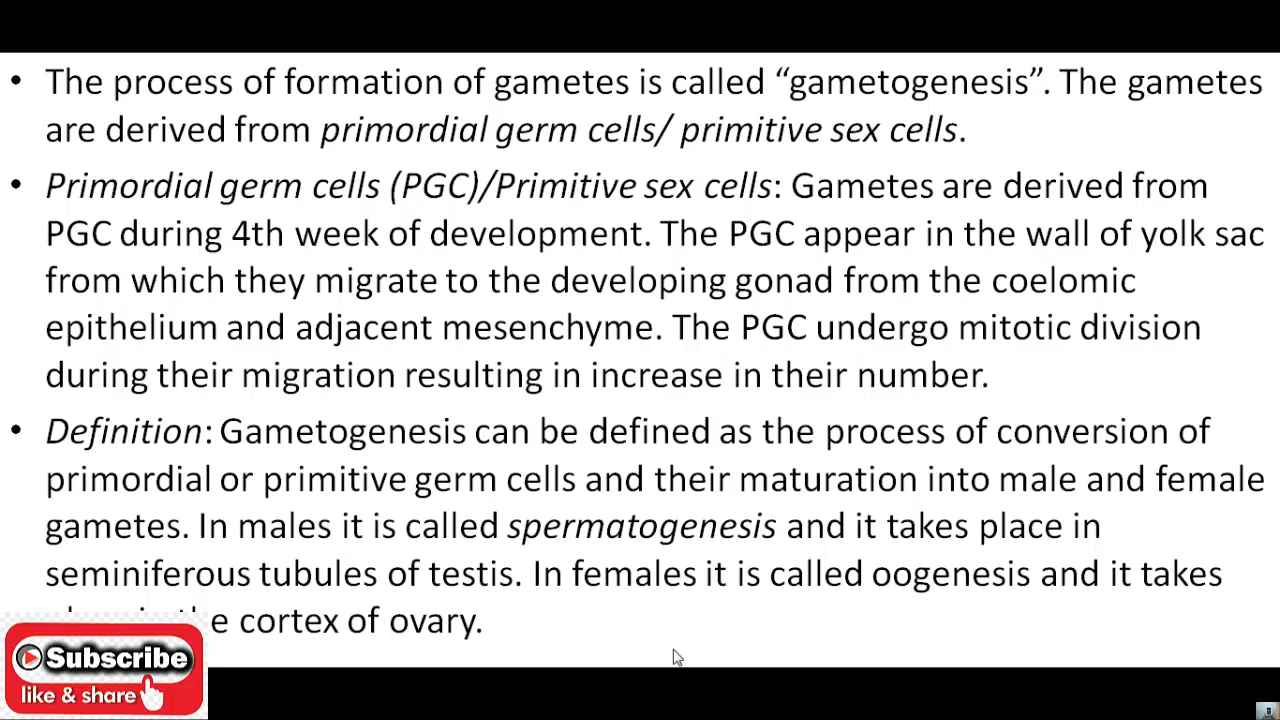 • The process of formation of gametes is called “gametogenesis”. The gametes
are derived from primordial germ cells/ primitive sex cells.
• Primordial germ cells (PGC)/Primitive sex cells: Gametes are derived from
PGC during 4th week of development. The PGC appear in the wall of yolk sac
from which they migrate to the developing gonad from the coelomic
epithelium and adjacent mesenchyme. The PGC undergo mitotic division
during their migration resulting in increase in their number.
• Definition: Gametogenesis can be defined as the process of conversion of
primordial or primitive germ cells and their maturation into male and female
gametes. In males it is called spermatogenesis and it takes place in
seminiferous tubules of testis. In females it is called oogenesis and it takes
cortex of ovary.
Subscribe
like & share